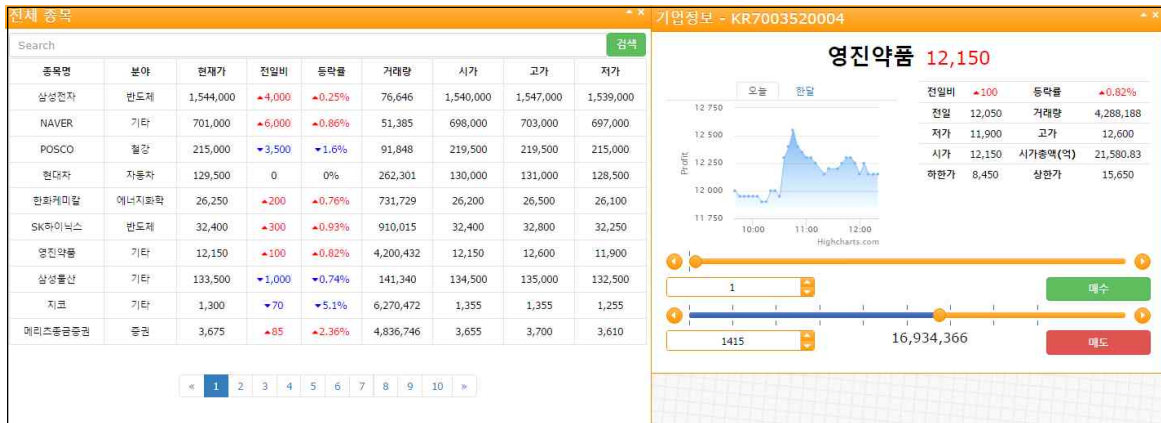 전체 종목
Search 검색
종목명 분야 현재가 전일비 등락률 거래량 시가 고가 저가
삼성전자 반도체 1,544,000 ▲4,000 ▲0.25% 76,646 1,540,000 1,547,000 1,539,000
NAVER 기타 701,000 ▲6,000 ▲0.86% 51,385 698,000 703,000 697,000
POSCO 철강 215,000 ▼3,500 ▼1.6% 91,848 219,500 219,500 215,000
현대차 자동차 129,500 0 0% 262,301 130,000 131,000 128,500
한화케미칼 에너지화학 26,250 ▲200 ▲0.76% 731,729 26,200 26,500 26,100
SK하이닉스 반도체 32,400 ▲300 ▲0.93% 910,015 32,400 32,800 32,250
영진약품 기타 12,150 ▲100 ▲0.82% 4,200,432 12,150 12,600 11,900
삼성물산 기타 133,500 ▼1,000 ▼0.74% 141,340 134,500 135,000 132,500
지코 기타 1,300 ▼70 ▼5.1% 6,270,472 1,355 1,355 1,255
메리츠종금증권 증권 3,675 ▲85 ▲2.36% 4,836,746 3,655 3,700 3,610
« 1 2 3 4 5 6 7 8 9 10 »
기업정보 - KR7003520004
영진약품 12,150
오늘 한달
12 750
12 500
12 250
12 000
11 750
Profit
10:00 11:00 12:00
Highcharts.com
전일비 ▲100 등락률 ▲0.82%
전일 12,050 거래량 4,288,188
저가 11,900 고가 12,600
시가 12,150 시가총액(억) 21,580.83
하한가 8,450 상한가 15,650
1 매수
1415 16,934,366 매도